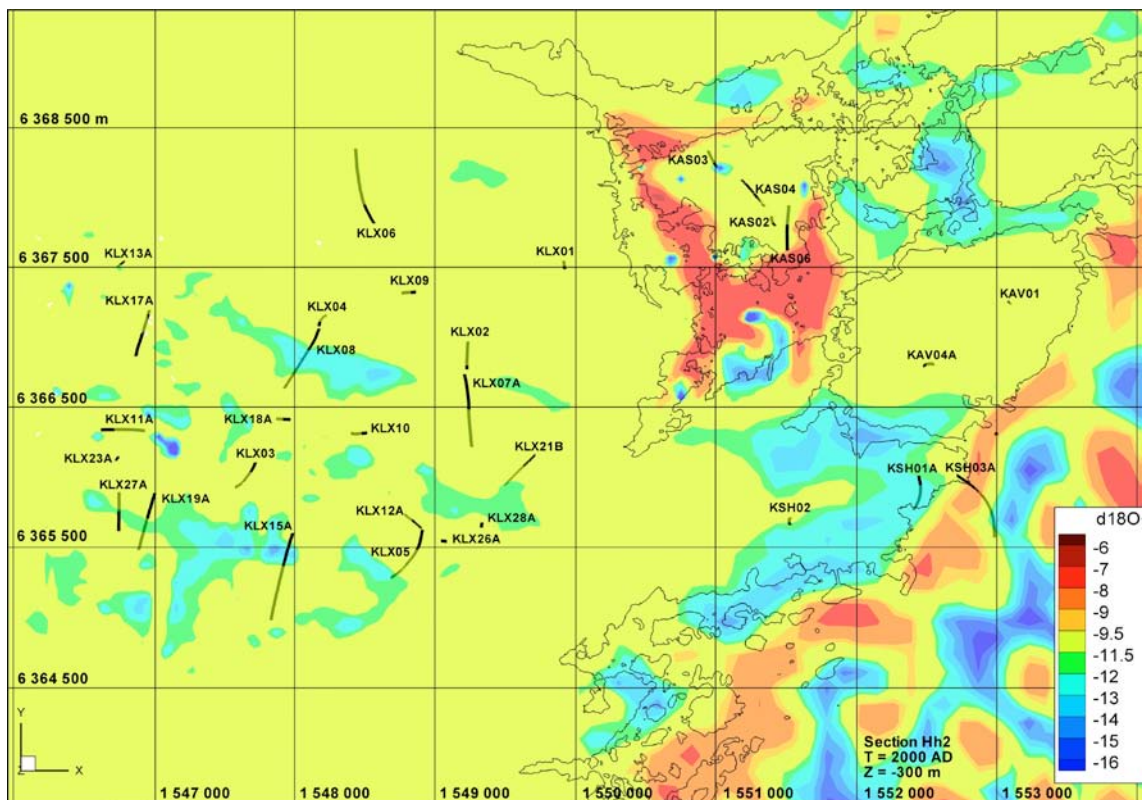 6 368 500 m
KAS03
KAS04
KAS02
KLX06
KLX01
KAS06
6 367 500
KLX13A
KLX09
KAV01
KLX17A
KLX04
KLX02
KLX08
KAV04A
KLX07A
6 366 500
KLX11A
KLX18A
KLX10
KLX21B
KLX23A
KLX03
KSH01A
KSH03A
KLX27A
KLX19A
KLX12A
KLX28A
KSH02
KLX15A
d18O
6 365 500
KLX05
KLX26A
-6
-7
-8
-9
-9.5
-11.5
-12
-13
-14
-15
-16
6 364 500
Y
Z
X
Section Hh2
T = 2000 AD
Z = -300 m
1 547 000
1 548 000
1 549 000
1 550 000
1 551 000
1 552 000
1 553 000